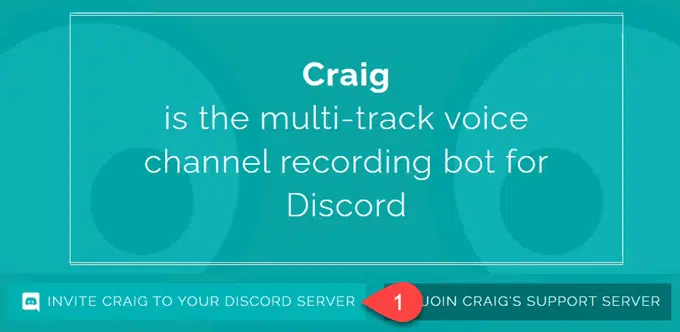 Craig
is the multi-track voice
channel recording bot for
Discord
INVITE CRAIG TO YOUR DISCORD SERVER
1
JOIN CRAIG'S SUPPORT SERVER